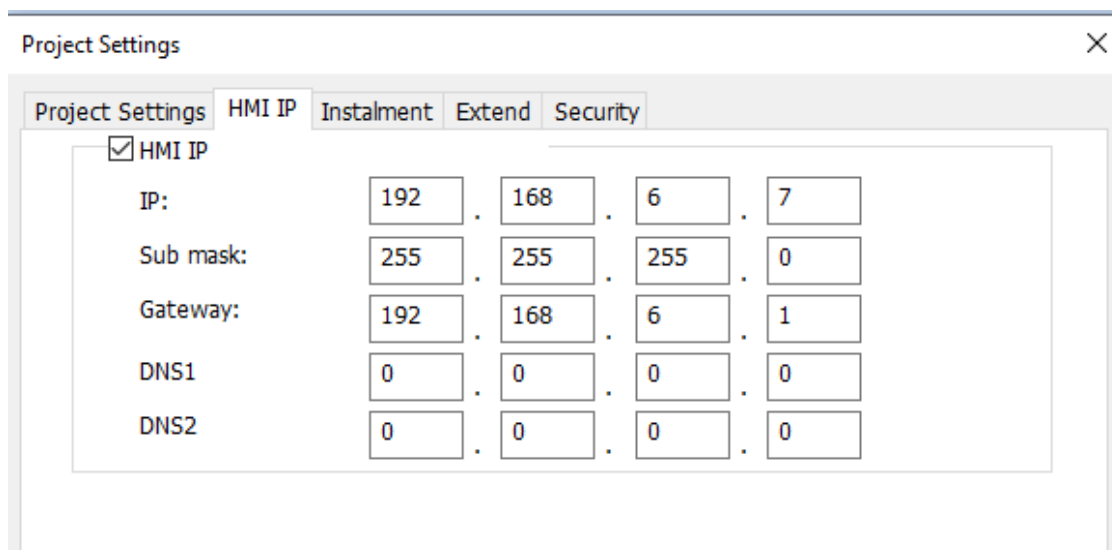 Project Settings
Project Settings HMI IP Instalment Extend Security
HMI IP
IP: 192 . 168 . 6 . 7
Sub mask: 255 . 255 . 255 . 0
Gateway: 192 . 168 . 6 . 1
DNS1 0 . 0 . 0 . 0
DNS2 0 . 0 . 0 . 0